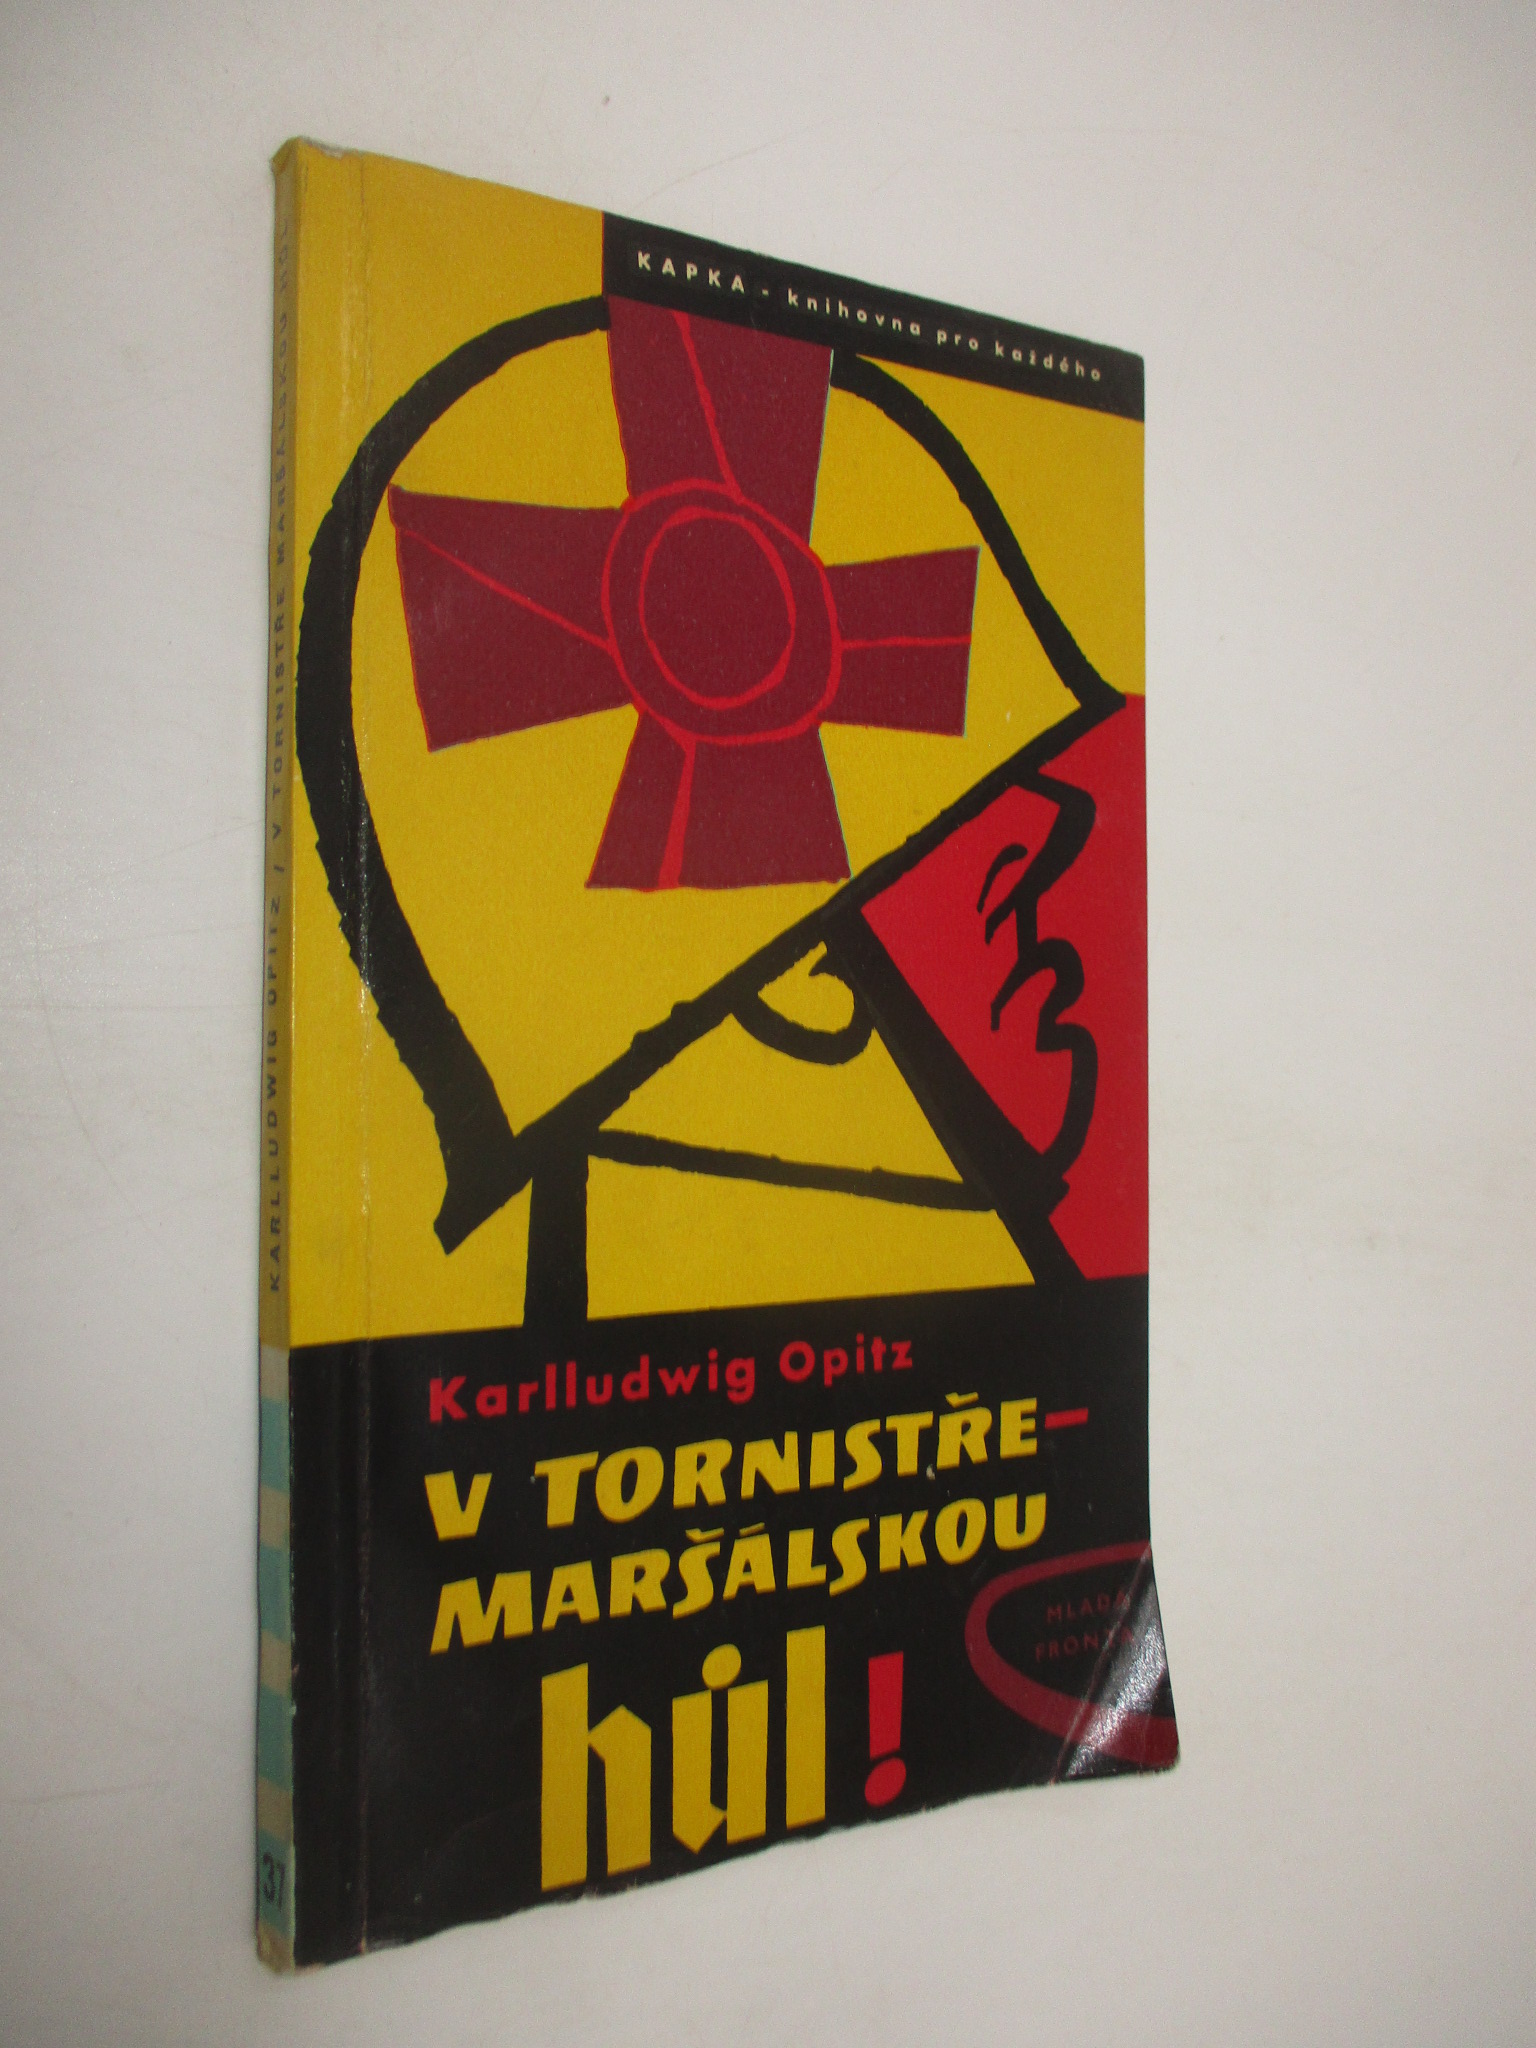 KAPKA - knihovna pro každého
Karlludwig Opitz
V TORNISTŘE-
MARŠÁLSKOU
hůl!
MLADÁ
FRONTA
KARLLUDWIG OPITZ / V TORNISTŘE MARŠÁLSKOU HŮL
37